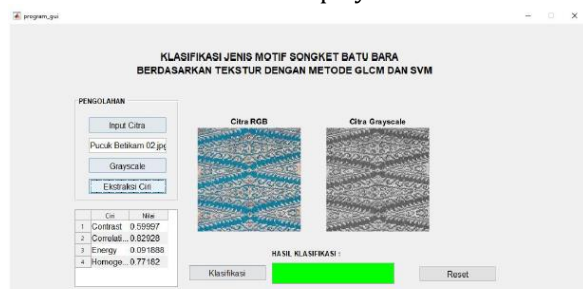 program_gui
KLASIFIKASI JENIS MOTIF SONGKET BATU BARA
BERDASARKAN TEKSTUR DENGAN METODE GLCM DAN SVM
PENGOLAHAN
Input Citra
Pucuk Betikam 02.jpg
Grayscale
Ekstraksi Ciri
Citra RGB
Citra Grayscale
Ciri Nilai
1 Contrast 0.59997
2 Correlati... 0.82928
3 Energy 0.091888
4 Homoge... 0.77182
HASIL KLASIFIKASI :
Klasifikasi
Reset